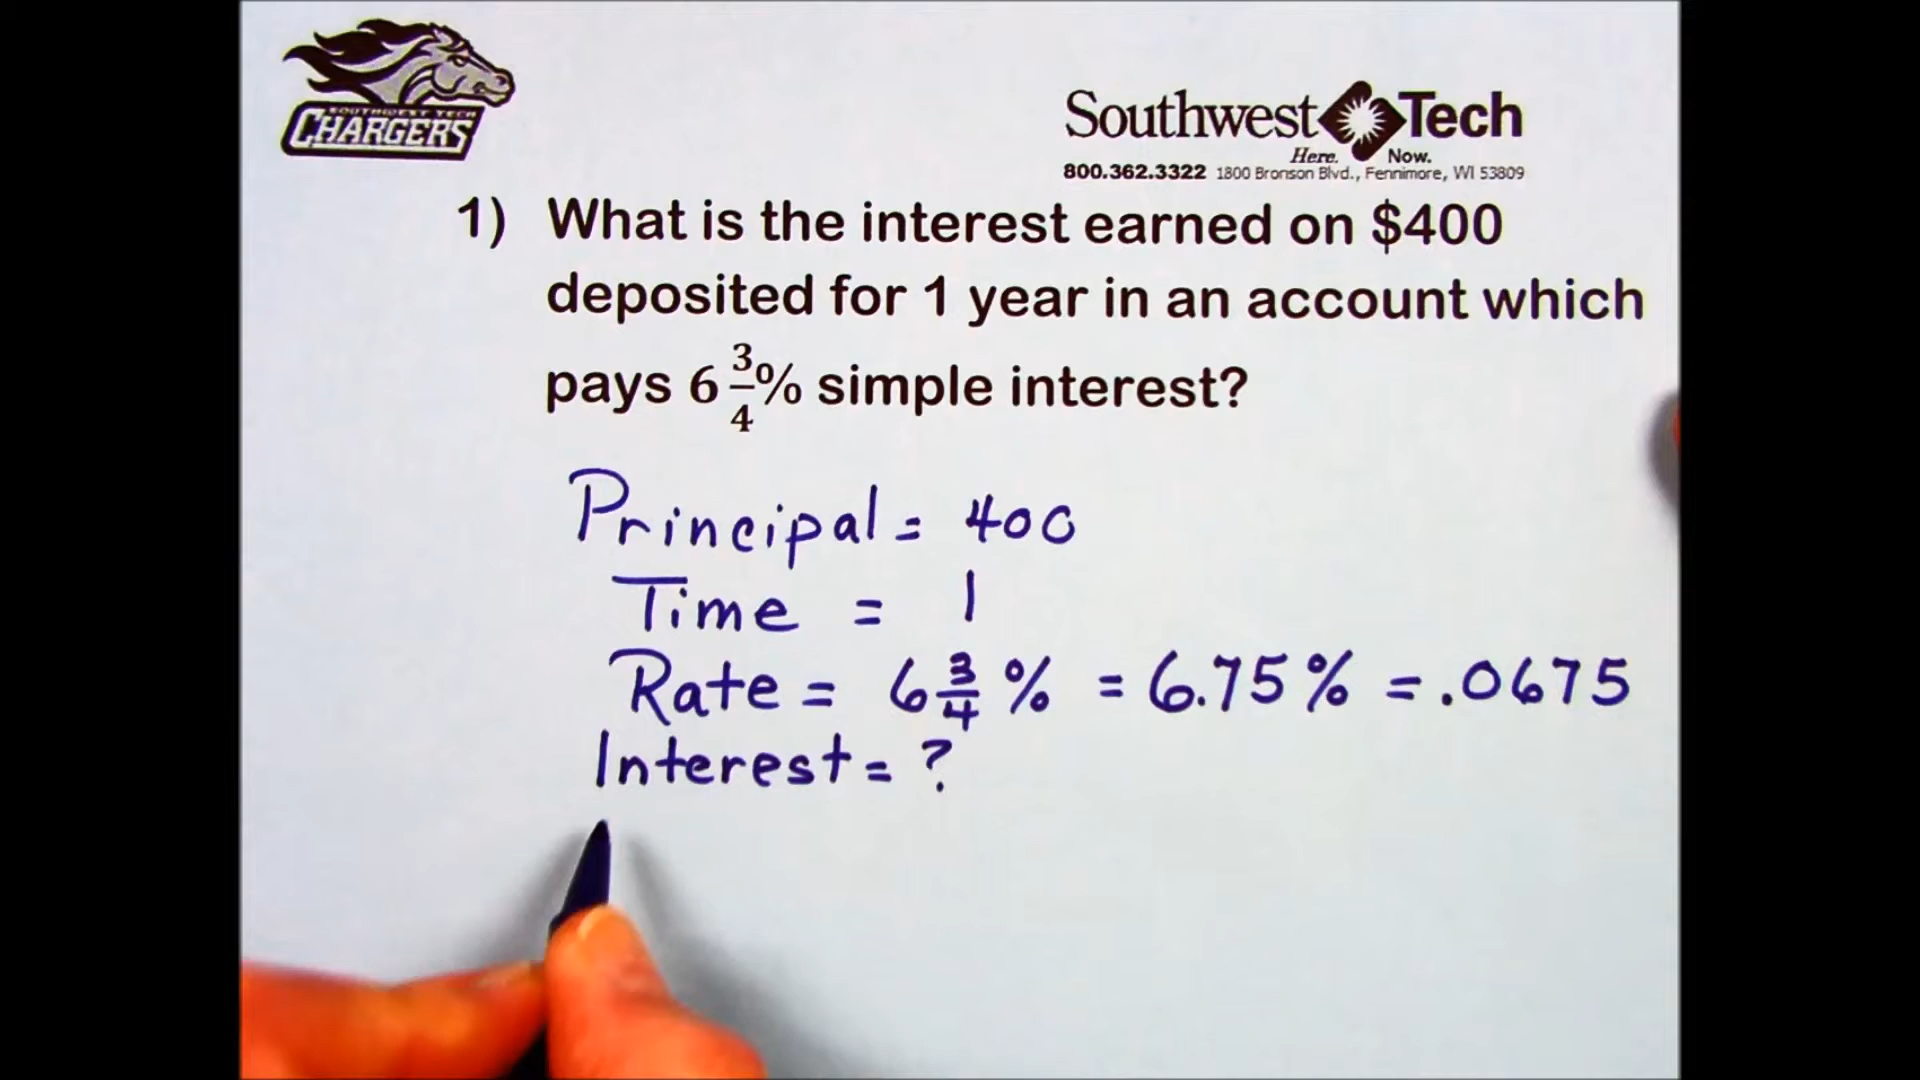 SOUTHWEST TECH
CHARGERS
Southwest Tech
Here. Now.
800.362.3322 1800 Bronson Blvd., Fennimore, WI 53809
1) What is the interest earned on $400
deposited for 1 year in an account which
pays 6 3/4% simple interest?
Principal = 400
Time = 1
Rate = 6 3/4 % = 6.75% = .0675
Interest = ?